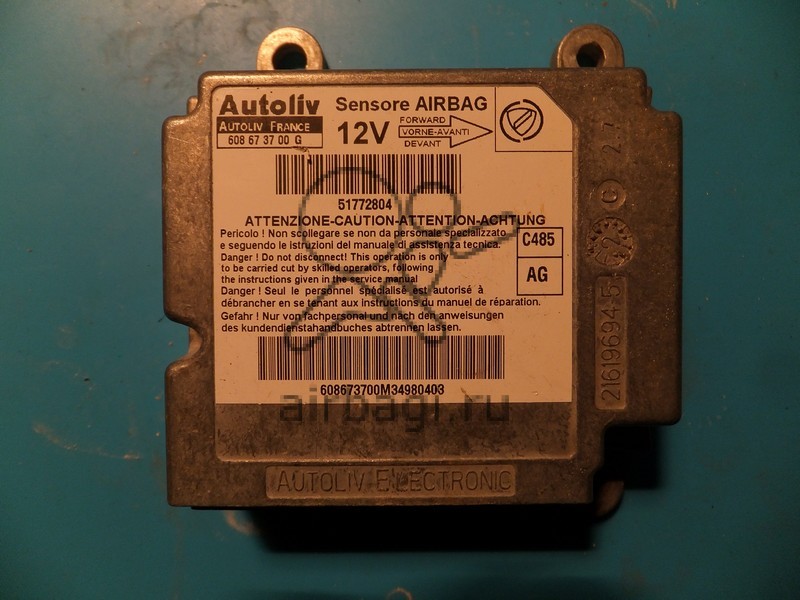 Autoliv
AUTOLIV FRANCE
608 67 37 00 G
Sensore AIRBAG
12V
FORWARD
VORNE-AVANTI
DEVANT
51772804
ATTENZIONE-CAUTION-ATTENTION-ACHTUNG
Pericolo ! Non scollegare se non da personale specializzato
e seguendo le istruzioni del manuale di assistenza tecnica.
Danger ! Do not disconnect! This operation is only
to be carried cut by skilled operators, following
the instructions given in the service manual
Danger ! Seul le personnel spécialisé est autorisé à
débrancher en se tenant aux instructions du manuel de réparation.
Gefahr ! Nur von fachpersonal und nach den anweisungen
des kundendienstahandbuches abtrennen lassen.
C485
AG
608673700M34980403
airbagi.ru
AUTOLIV ELECTRONIC
21619694 5
C 2.7